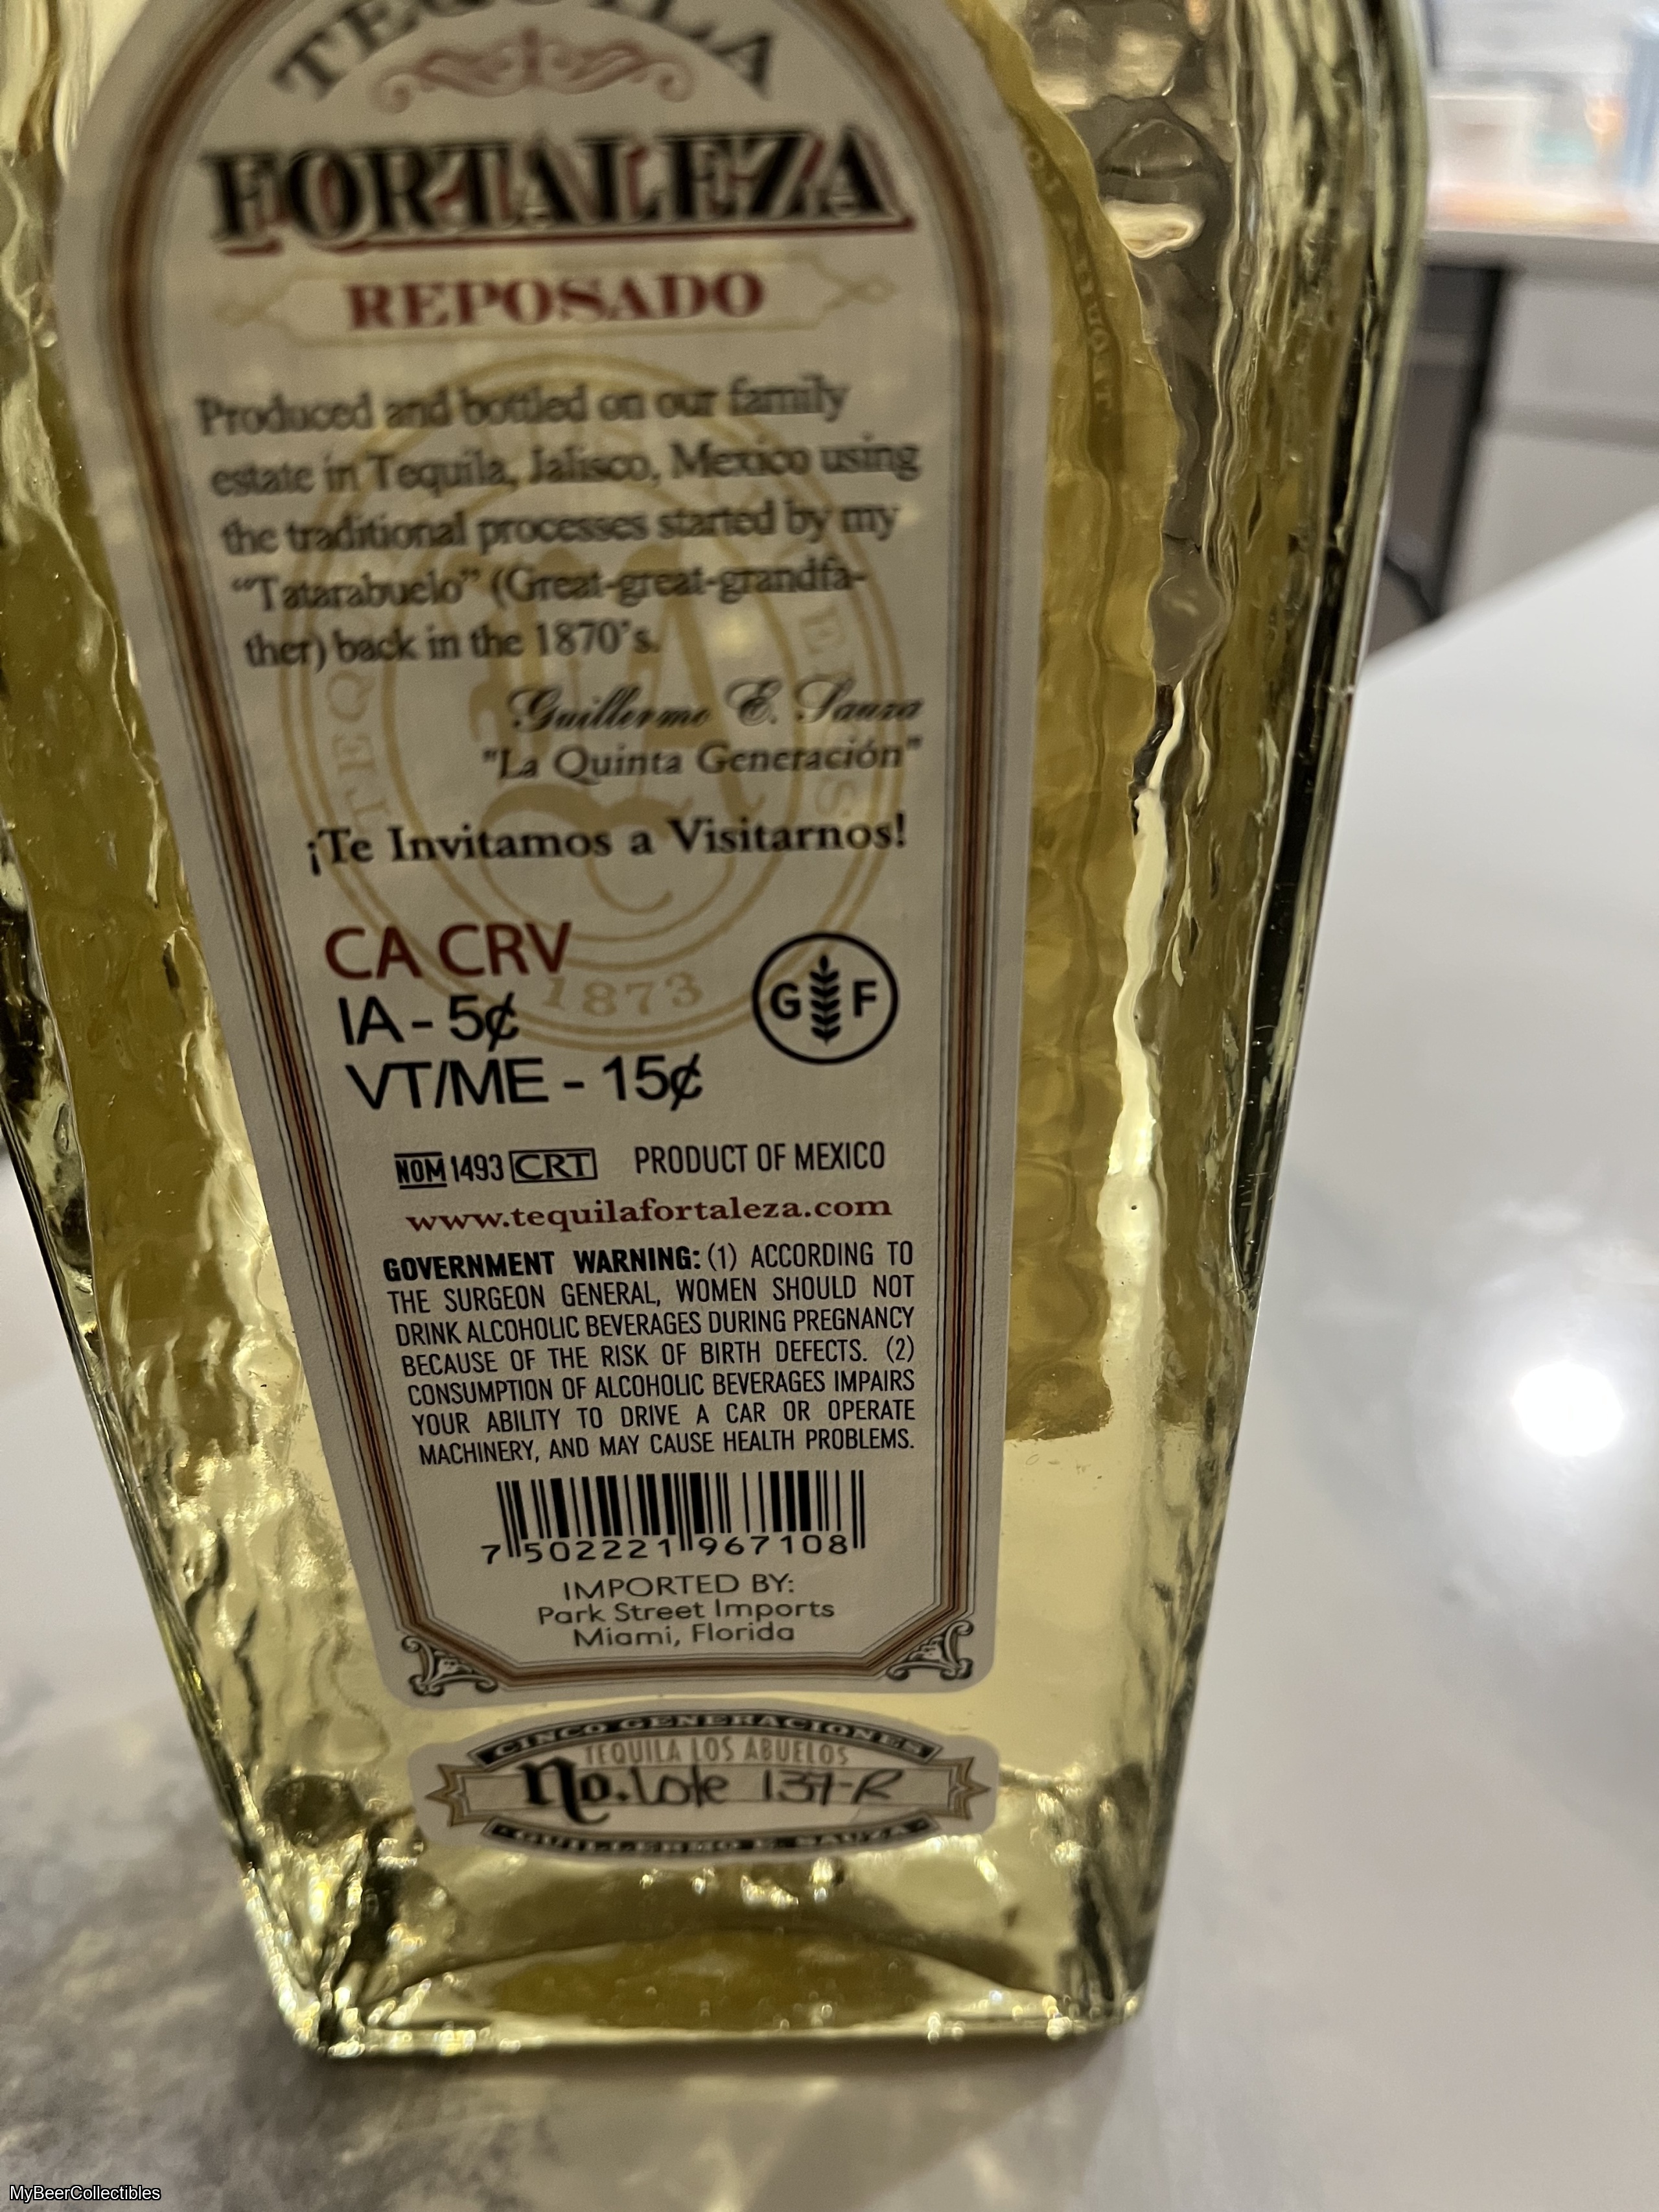 TEQUILA
FORTALEZA
REPOSADO
Produced and bottled on our family
estate in Tequila, Jalisco, Mexico using
the traditional processes started by my
“Tatarabuelo” (Great-great-grandfa-
ther) back in the 1870’s.
Guillermo E. Sauza
"La Quinta Generación"
¡Te Invitamos a Visitarnos!
CA CRV
IA - 5¢
VT/ME - 15¢
G F
1873
NOM 1493 CRT PRODUCT OF MEXICO
www.tequilafortaleza.com
GOVERNMENT WARNING: (1) ACCORDING TO
THE SURGEON GENERAL, WOMEN SHOULD NOT
DRINK ALCOHOLIC BEVERAGES DURING PREGNANCY
BECAUSE OF THE RISK OF BIRTH DEFECTS. (2)
CONSUMPTION OF ALCOHOLIC BEVERAGES IMPAIRS
YOUR ABILITY TO DRIVE A CAR OR OPERATE
MACHINERY, AND MAY CAUSE HEALTH PROBLEMS.
7 502221 967108
IMPORTED BY:
Park Street Imports
Miami, Florida
CINCO GENERACIONES
TEQUILA LOS ABUELOS
No. Lote 137-R
GUILLERMO E. SAUZA
MyBeerCollectibles